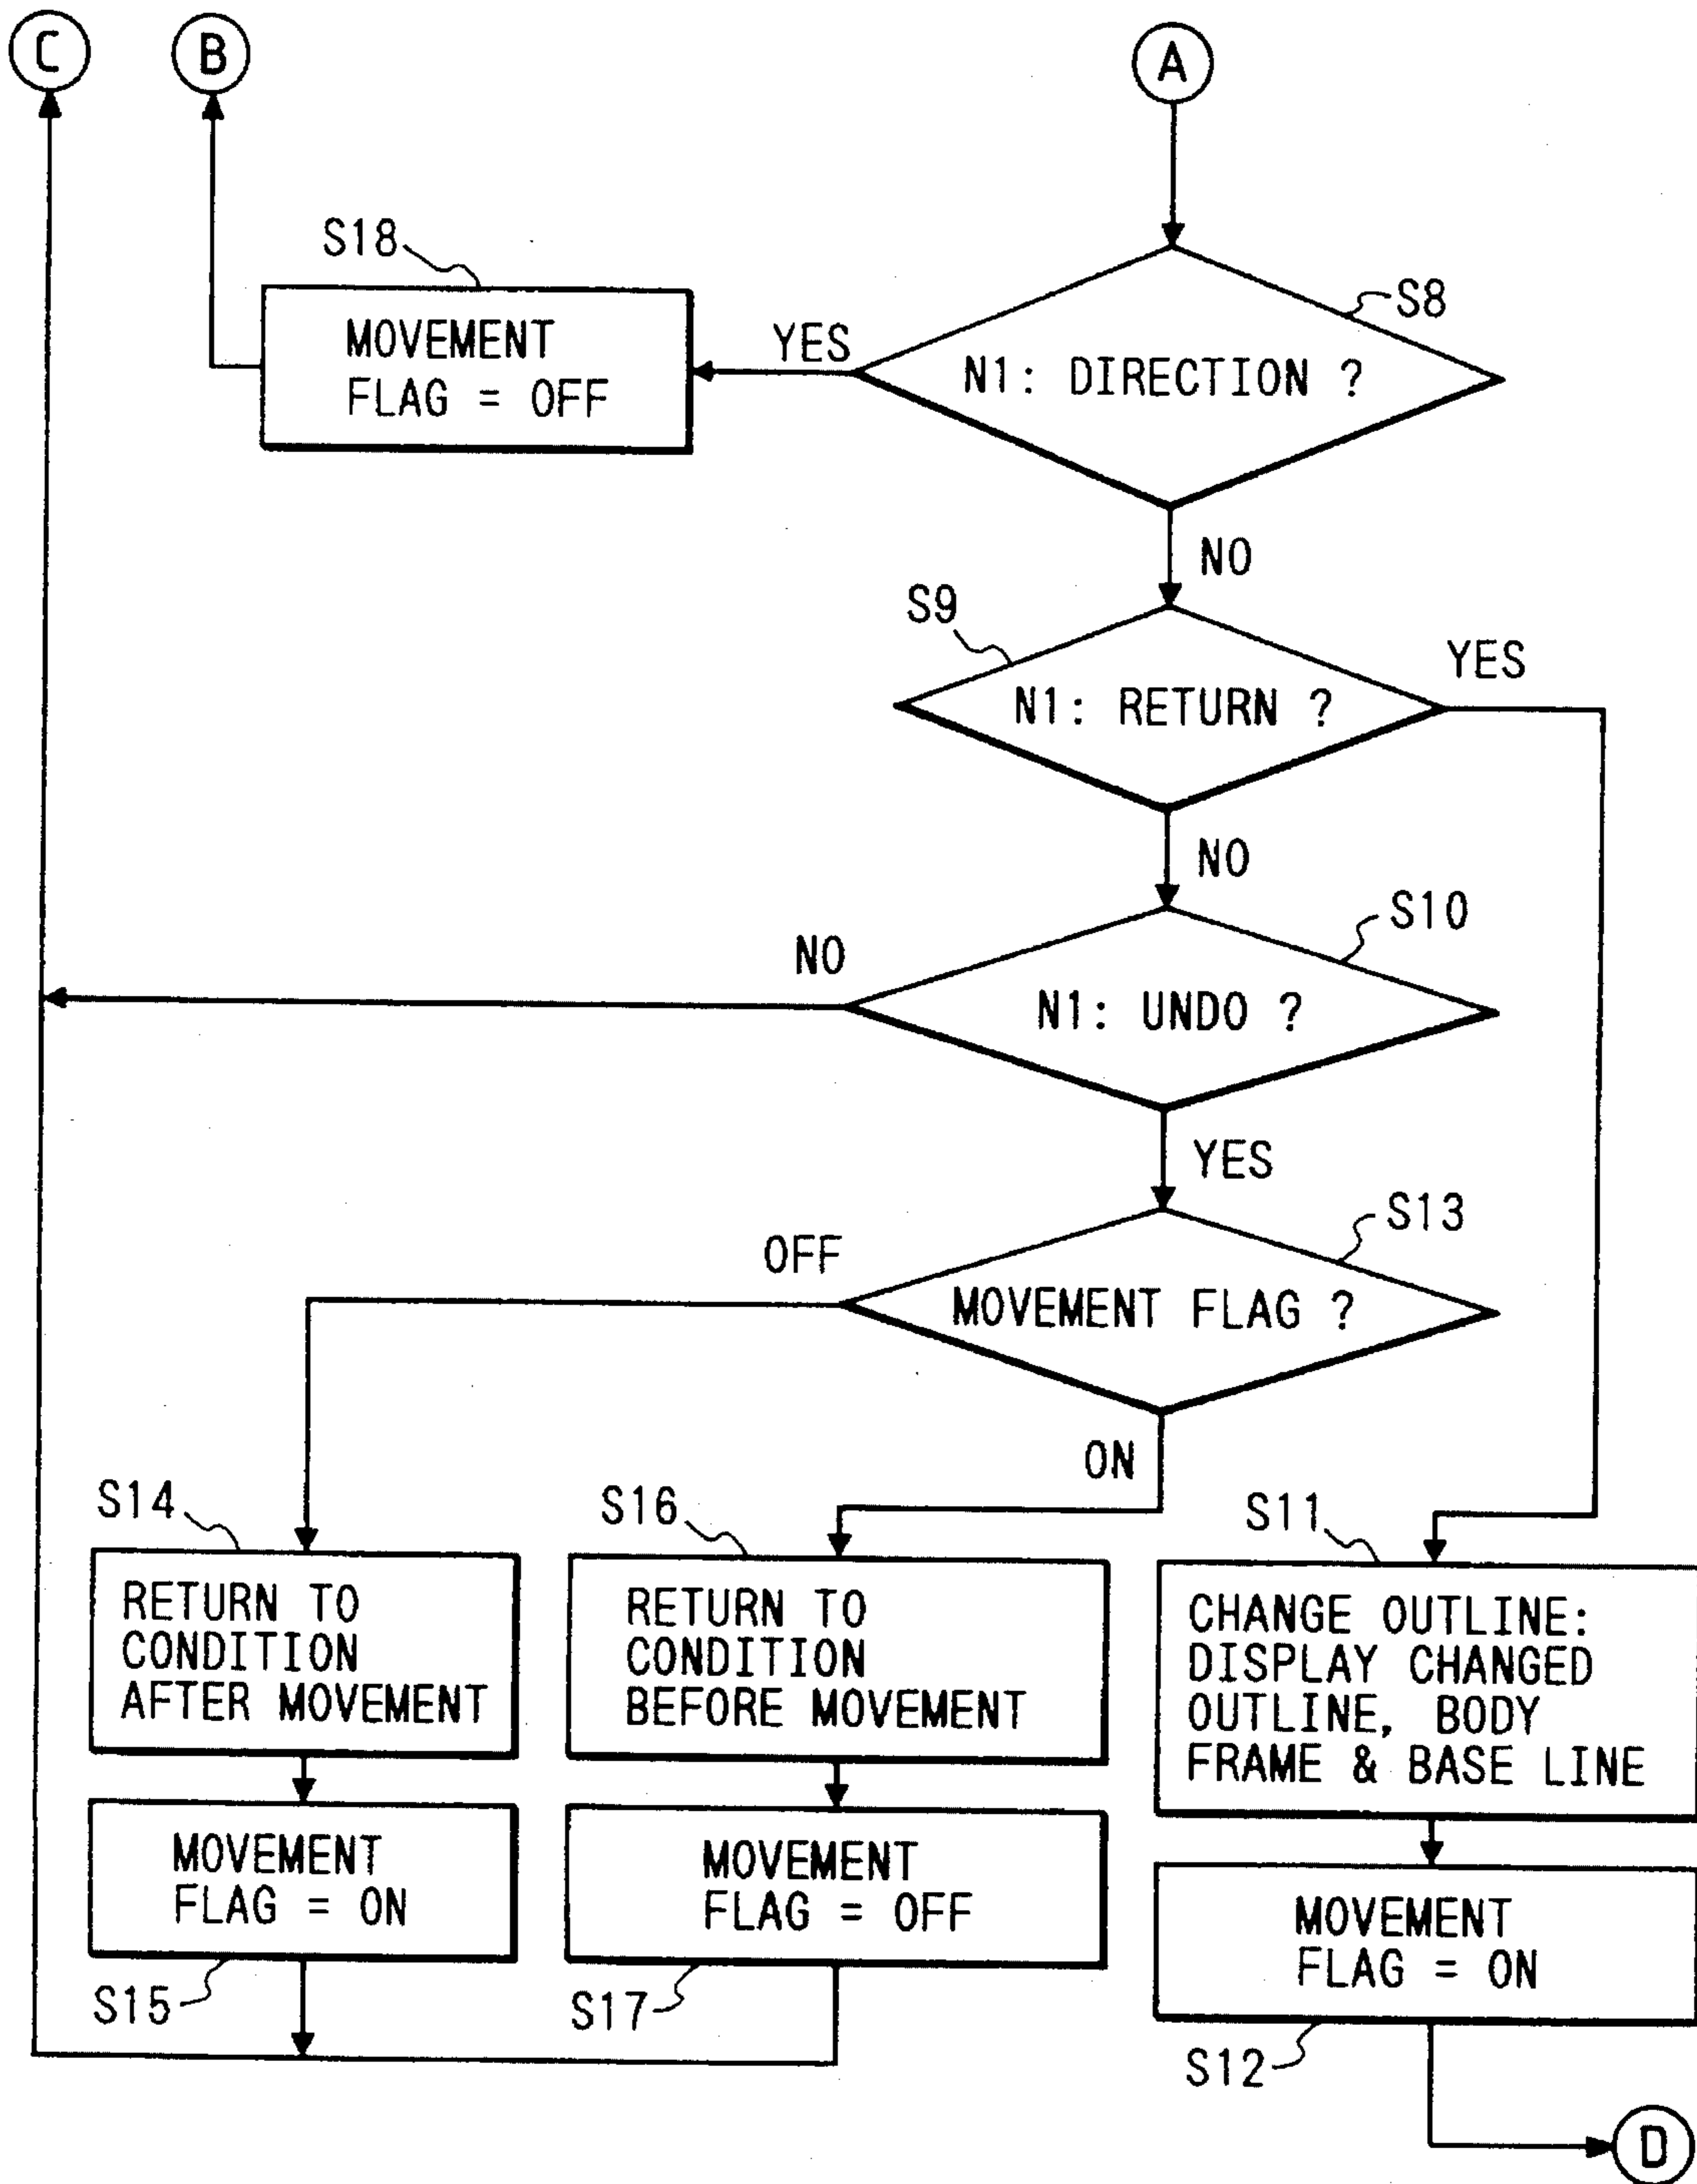 C
B
A
S18
MOVEMENT
FLAG = OFF
YES
S8
N1: DIRECTION ?
NO
S9
N1: RETURN ?
YES
NO
S10
NO
N1: UNDO ?
YES
S13
OFF
MOVEMENT FLAG ?
ON
S14
RETURN TO
CONDITION
AFTER MOVEMENT
S16
RETURN TO
CONDITION
BEFORE MOVEMENT
S11
CHANGE OUTLINE:
DISPLAY CHANGED
OUTLINE, BODY
FRAME & BASE LINE
MOVEMENT
FLAG = ON
S15
MOVEMENT
FLAG = OFF
S17
MOVEMENT
FLAG = ON
S12
D